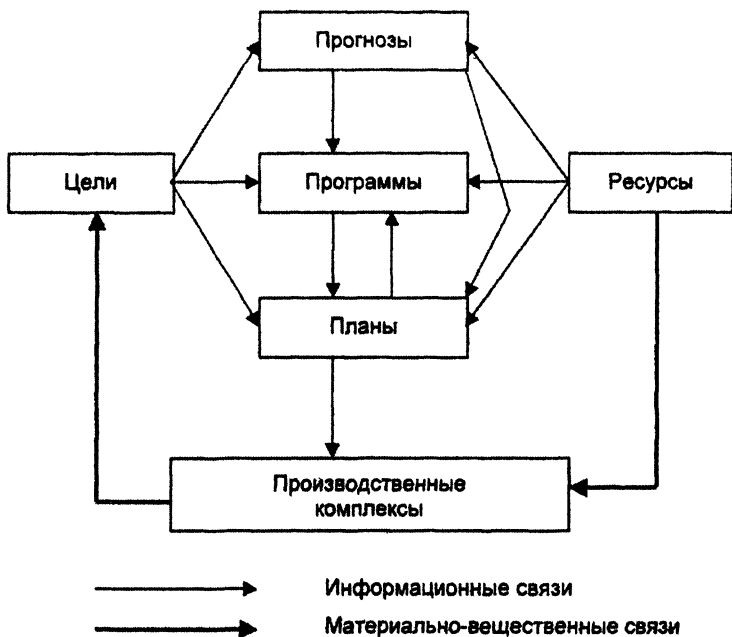 Прогнозы
Цели
Программы
Ресурсы
Планы
Производственные
комплексы
Информационные связи
Материально-вещественные связи